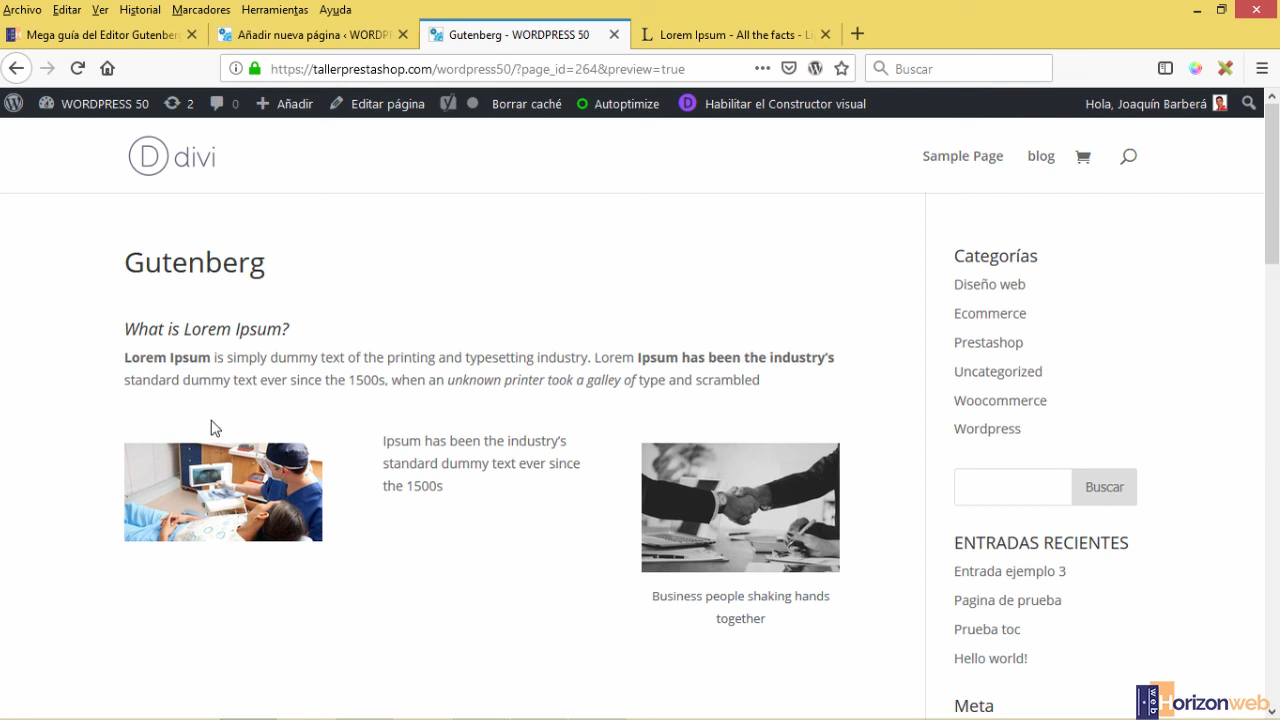 Archivo Editar Ver Historial Marcadores Herramientas Ayuda
Mega guía del Editor Gutenber
Añadir nueva página ‹ WORDP
Gutenberg - WORDPRESS 50
Lorem Ipsum - All the facts - Li
https://tallerprestashop.com/wordpress50/?page_id=264&preview=true
Buscar
WORDPRESS 50 2 0 Añadir Editar página Borrar caché Autoptimize D Habilitar el Constructor visual Hola, Joaquín Barberá
D divi
Sample Page blog
Gutenberg
What is Lorem Ipsum?
Lorem Ipsum is simply dummy text of the printing and typesetting industry. Lorem Ipsum has been the industry's
standard dummy text ever since the 1500s, when an unknown printer took a galley of type and scrambled
Ipsum has been the industry's
standard dummy text ever since
the 1500s
Business people shaking hands
together
Categorías
Diseño web
Ecommerce
Prestashop
Uncategorized
Woocommerce
Wordpress
Buscar
ENTRADAS RECIENTES
Entrada ejemplo 3
Pagina de prueba
Prueba toc
Hello world!
Meta
web Horizonweb